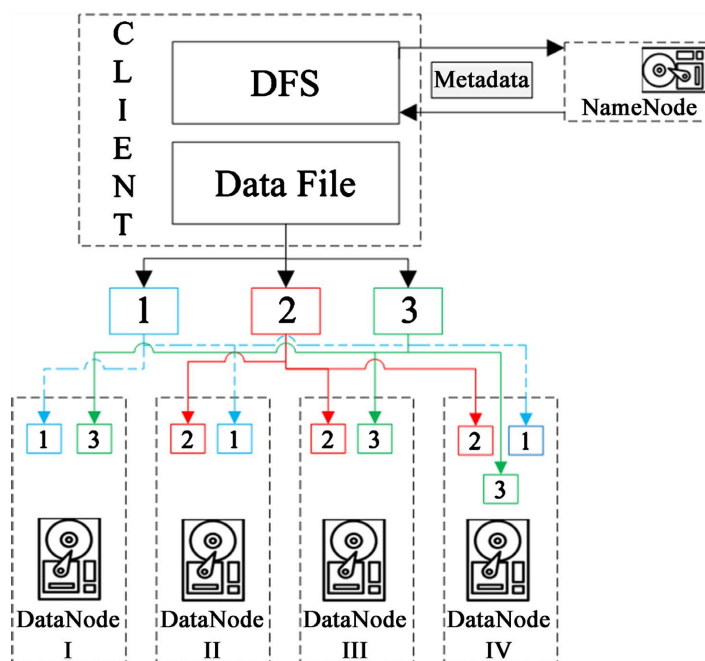 CLIENT
DFS
Metadata
NameNode
Data File
1 2 3
1 3 2 1 2 3 2 1
3
DataNode DataNode DataNode DataNode
I II III IV